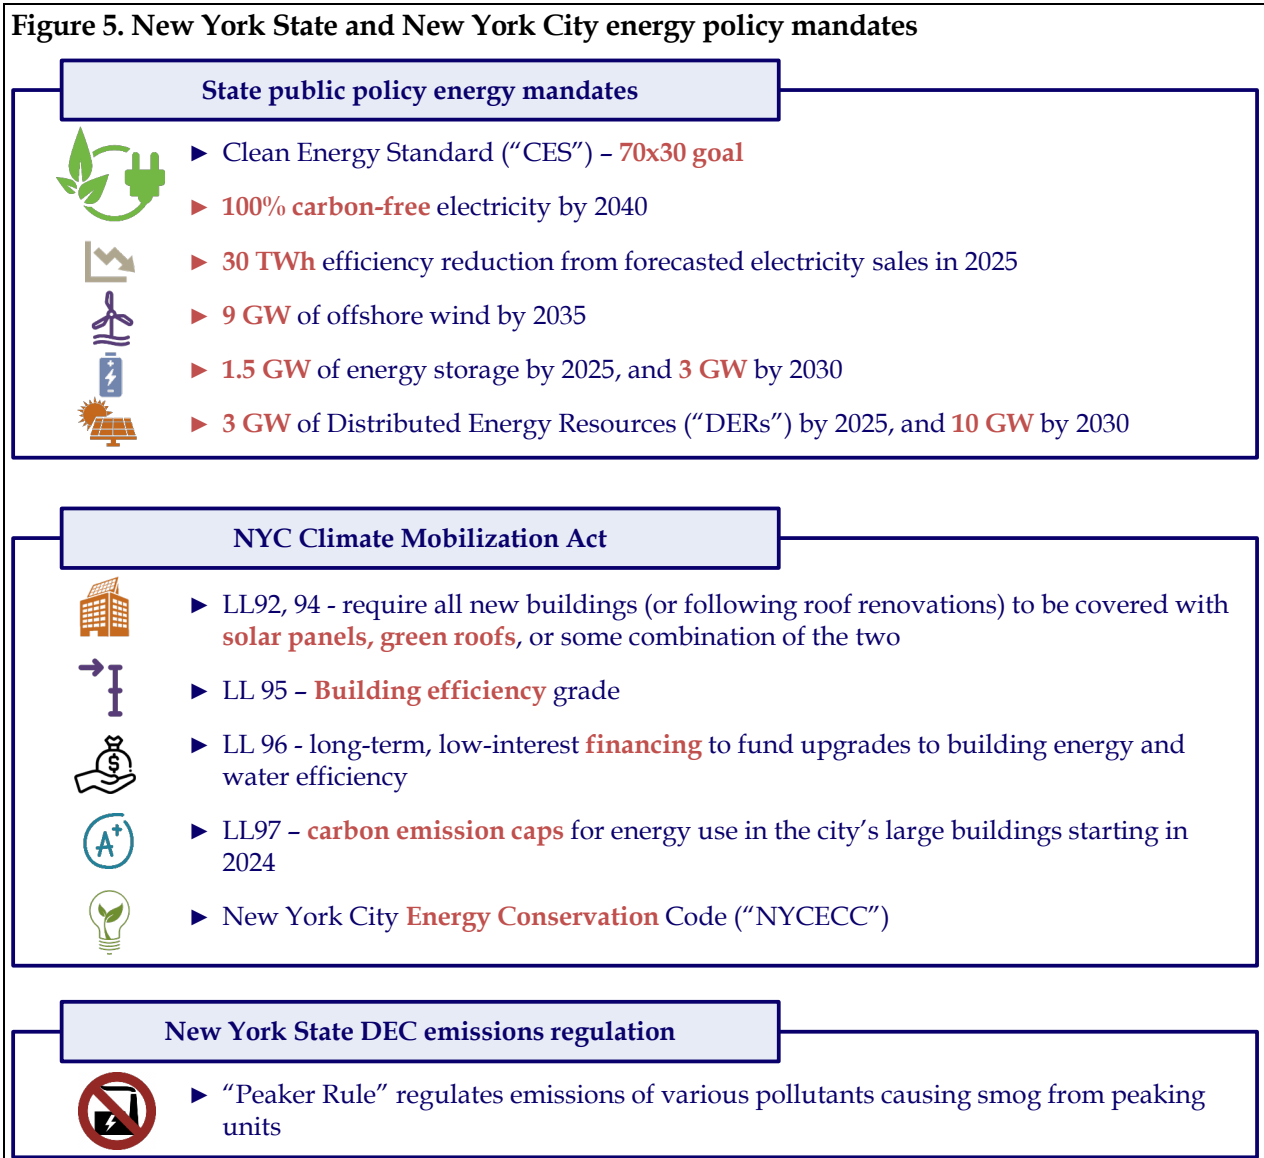 Figure 5. New York State and New York City energy policy mandates
State public policy energy mandates
► Clean Energy Standard (“CES”) – 70x30 goal
► 100% carbon-free electricity by 2040
► 30 TWh efficiency reduction from forecasted electricity sales in 2025
► 9 GW of offshore wind by 2035
► 1.5 GW of energy storage by 2025, and 3 GW by 2030
► 3 GW of Distributed Energy Resources (“DERs”) by 2025, and 10 GW by 2030
NYC Climate Mobilization Act
► LL92, 94 - require all new buildings (or following roof renovations) to be covered with
solar panels, green roofs, or some combination of the two
► LL 95 – Building efficiency grade
► LL 96 - long-term, low-interest financing to fund upgrades to building energy and
water efficiency
$
► LL97 – carbon emission caps for energy use in the city’s large buildings starting in
2024
A+
► New York City Energy Conservation Code (“NYCECC”)
New York State DEC emissions regulation
► “Peaker Rule” regulates emissions of various pollutants causing smog from peaking
units